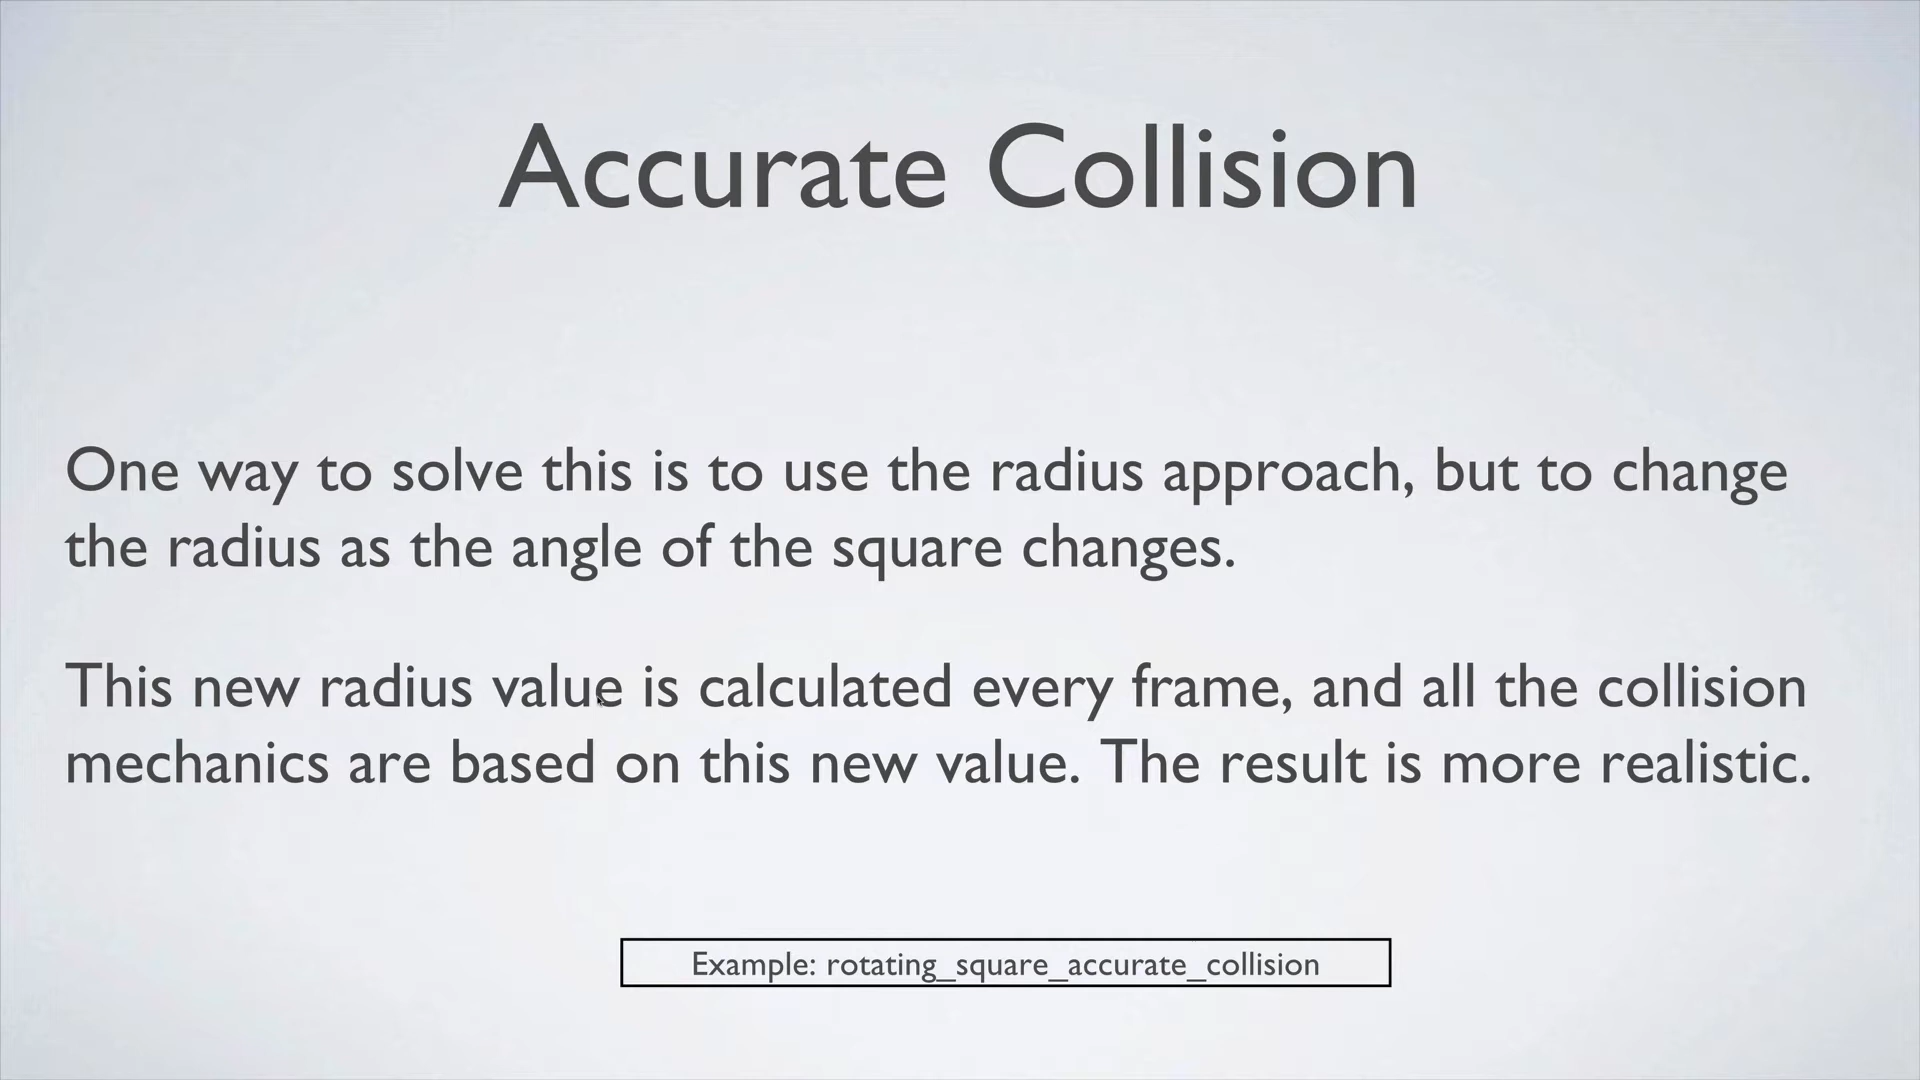 Accurate Collision
One way to solve this is to use the radius approach, but to change
the radius as the angle of the square changes.
This new radius value is calculated every frame, and all the collision
mechanics are based on this new value. The result is more realistic.
Example: rotating_square_accurate_collision